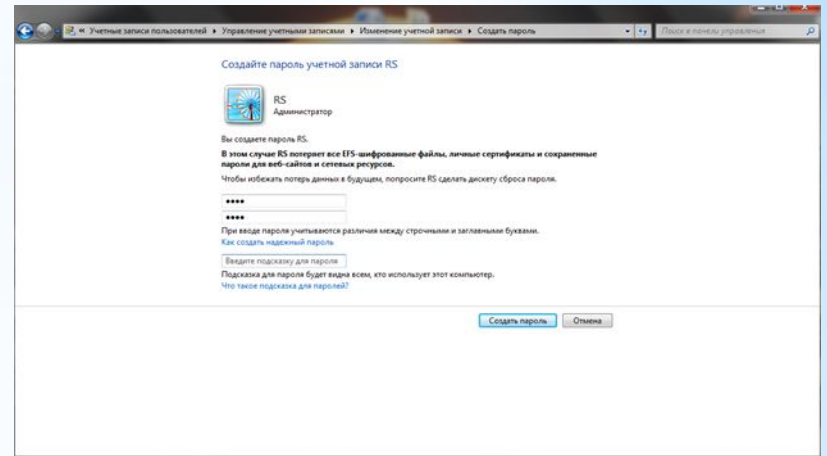 « Учетные записи пользователей ▸ Управление учетными записями ▸ Изменение учетной записи ▸ Создать пароль
Поиск в панели управления
Создайте пароль учетной записи RS
RS
Администратор
Вы создаете пароль RS.
В этом случае RS потеряет все EFS-шифрованные файлы, личные сертификаты и сохраненные
пароли для веб-сайтов и сетевых ресурсов.
Чтобы избежать потерь данных в будущем, попросите RS сделать дискету сброса пароля.
••••
••••
При вводе пароля учитываются различия между строчными и заглавными буквами.
Как создать надежный пароль
Введите подсказку для пароля
Подсказка для пароля будет видна всем, кто использует этот компьютер.
Что такое подсказка для паролей?
Создать пароль Отмена